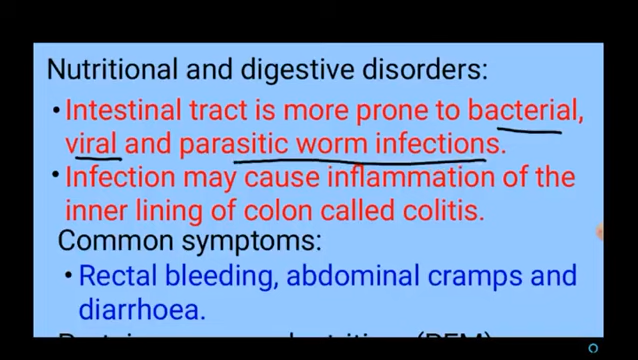 Nutritional and digestive disorders:
• Intestinal tract is more prone to bacterial,
viral and parasitic worm infections.
• Infection may cause inflammation of the
inner lining of colon called colitis.
Common symptoms:
• Rectal bleeding, abdominal cramps and
diarrhoea.